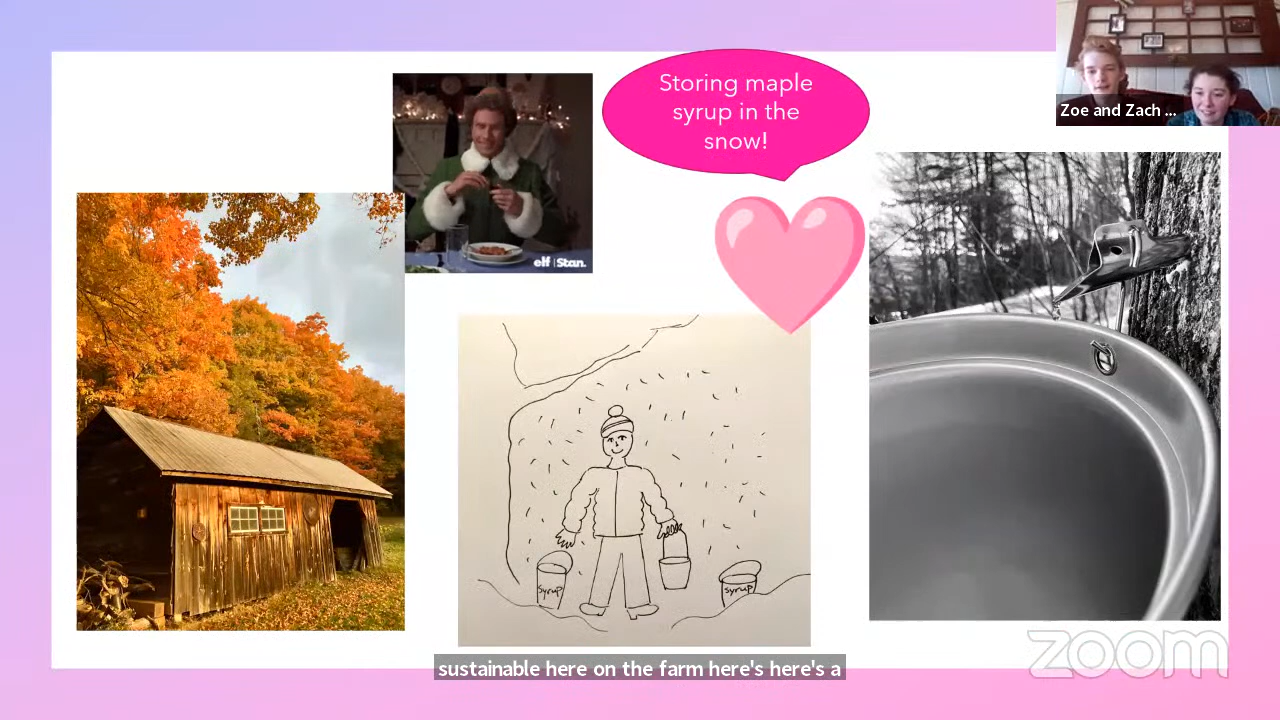 Storing maple
syrup in the
snow!
Zoe and Zach ...
elf | Stan.
syrup
syrup
zoom
sustainable here on the farm here's here's a